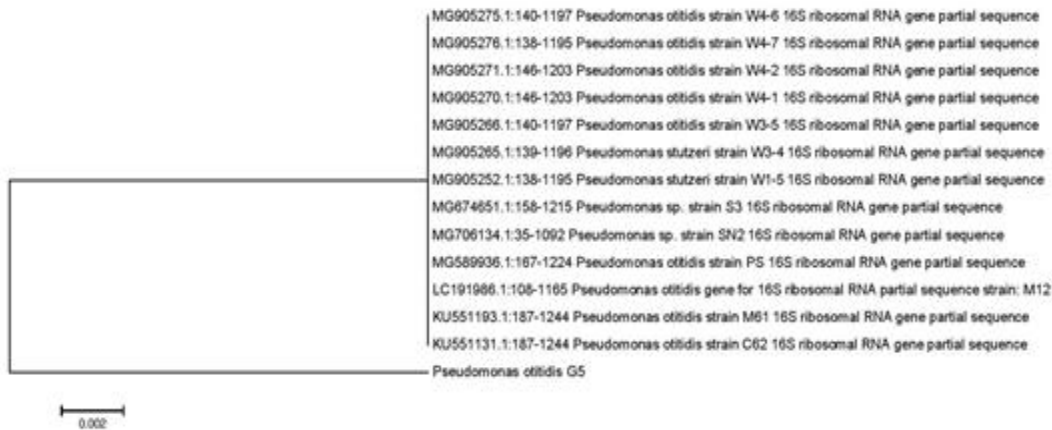 MG905275.1:140-1197 Pseudomonas otitidis strain W4-6 16S ribosomal RNA gene partial sequence
MG905276.1:138-1195 Pseudomonas otitidis strain W4-7 16S ribosomal RNA gene partial sequence
MG905271.1:146-1203 Pseudomonas otitidis strain W4-2 16S ribosomal RNA gene partial sequence
MG905270.1:146-1203 Pseudomonas otitidis strain W4-1 16S ribosomal RNA gene partial sequence
MG905266.1:140-1197 Pseudomonas otitidis strain W3-5 16S ribosomal RNA gene partial sequence
MG905265.1:139-1196 Pseudomonas stutzeri strain W3-4 16S ribosomal RNA gene partial sequence
MG905252.1:138-1195 Pseudomonas stutzeri strain W1-5 16S ribosomal RNA gene partial sequence
MG674651.1:158-1215 Pseudomonas sp. strain S3 16S ribosomal RNA gene partial sequence
MG706134.1:35-1092 Pseudomonas sp. strain SN2 16S ribosomal RNA gene partial sequence
MG589936.1:167-1224 Pseudomonas otitidis strain PS 16S ribosomal RNA gene partial sequence
LC191986.1:108-1165 Pseudomonas otitidis gene for 16S ribosomal RNA partial sequence strain: M12
KU551193.1:187-1244 Pseudomonas otitidis strain M61 16S ribosomal RNA gene partial sequence
KU551131.1:187-1244 Pseudomonas otitidis strain C62 16S ribosomal RNA gene partial sequence
Pseudomonas otitidis G5
0.002